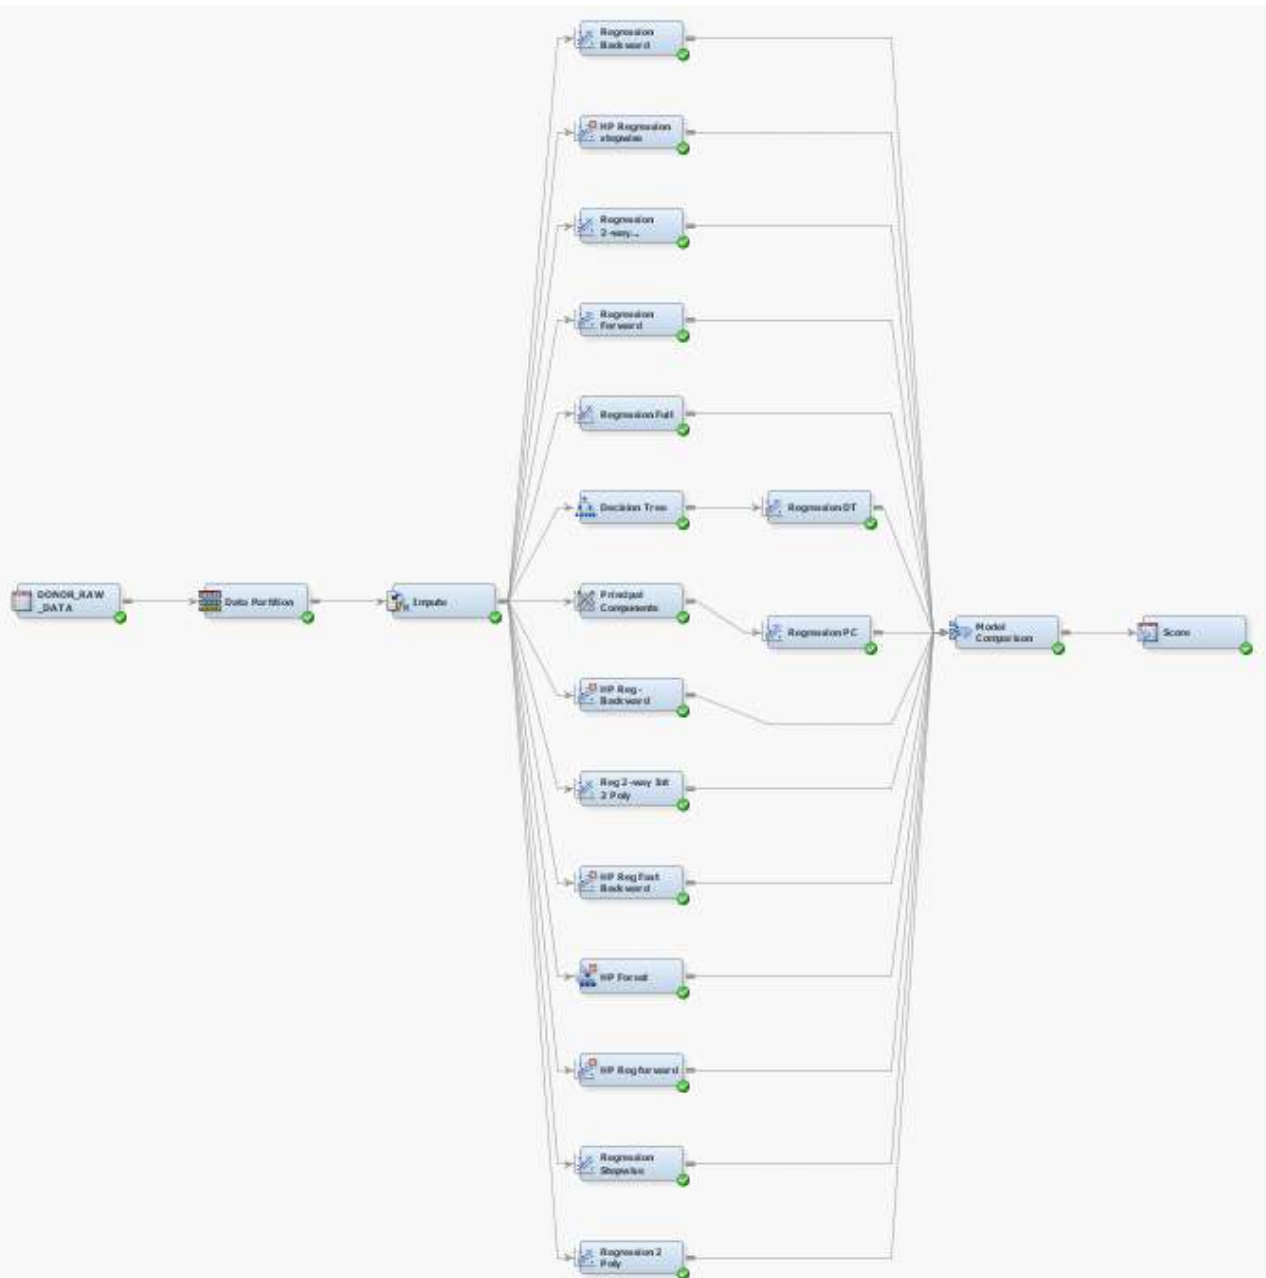 Regression
Backward
HP Regression
stepwise
Regression
2-way...
Regression
Forward
Regression Full
Decision Tree
Regression DT
DONOR_RAW
_DATA
Data Partition
Impute
Principal
Components
Regression PC
Model
Comparison
Score
HP Reg-
Backward
Reg 2-way Int
2 Poly
HP Reg Fast
Backward
HP Forest
HP Reg forward
Regression
Stepwise
Regression 2
Poly